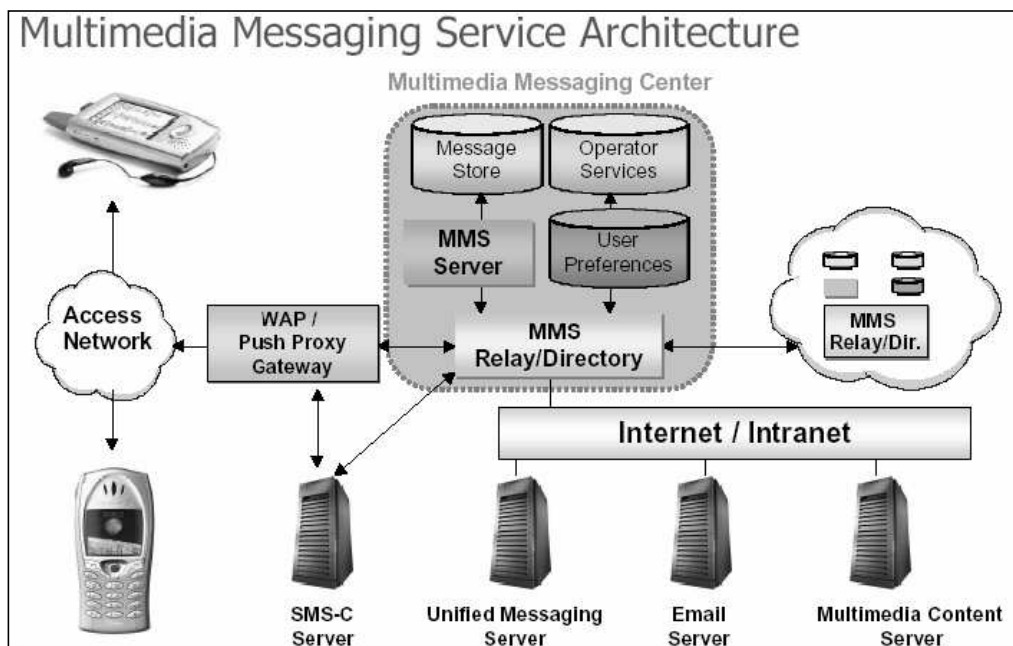 Multimedia Messaging Service Architecture
Multimedia Messaging Center
Message
Store
Operator
Services
MMS
Server
User
Preferences
Access
Network
WAP /
Push Proxy
Gateway
MMS
Relay/Directory
MMS
Relay/Dir.
Internet / Intranet
SMS-C
Server
Unified Messaging
Server
Email
Server
Multimedia Content
Server